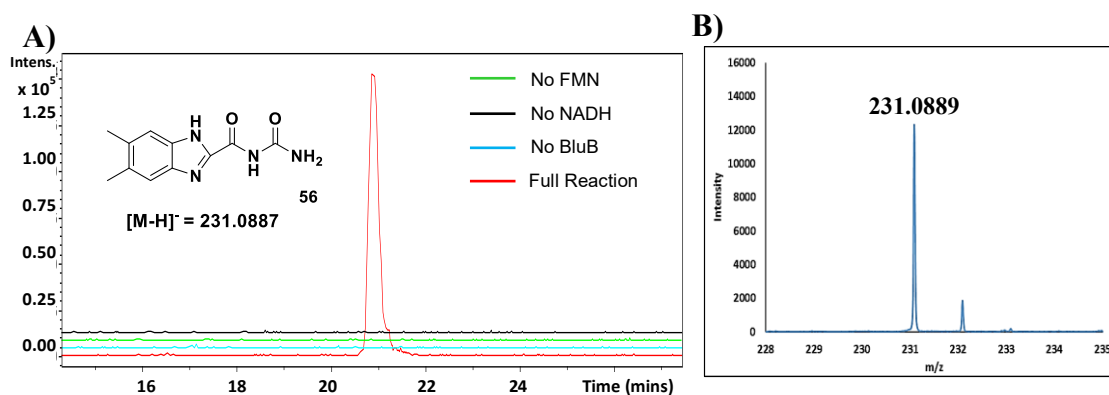 A)
B)
Intens.
x 10⁵
1.25
1.00
0.75
0.50
0.25
0.00
16
18
20
22
24
Time (mins)
H
N
N
O
O
N
H
NH₂
56
[M-H]⁻ = 231.0887
No FMN
No NADH
No BluB
Full Reaction
231.0889
Intensity
16000
14000
12000
10000
8000
6000
4000
2000
0
228
229
230
231
232
233
234
235
m/z